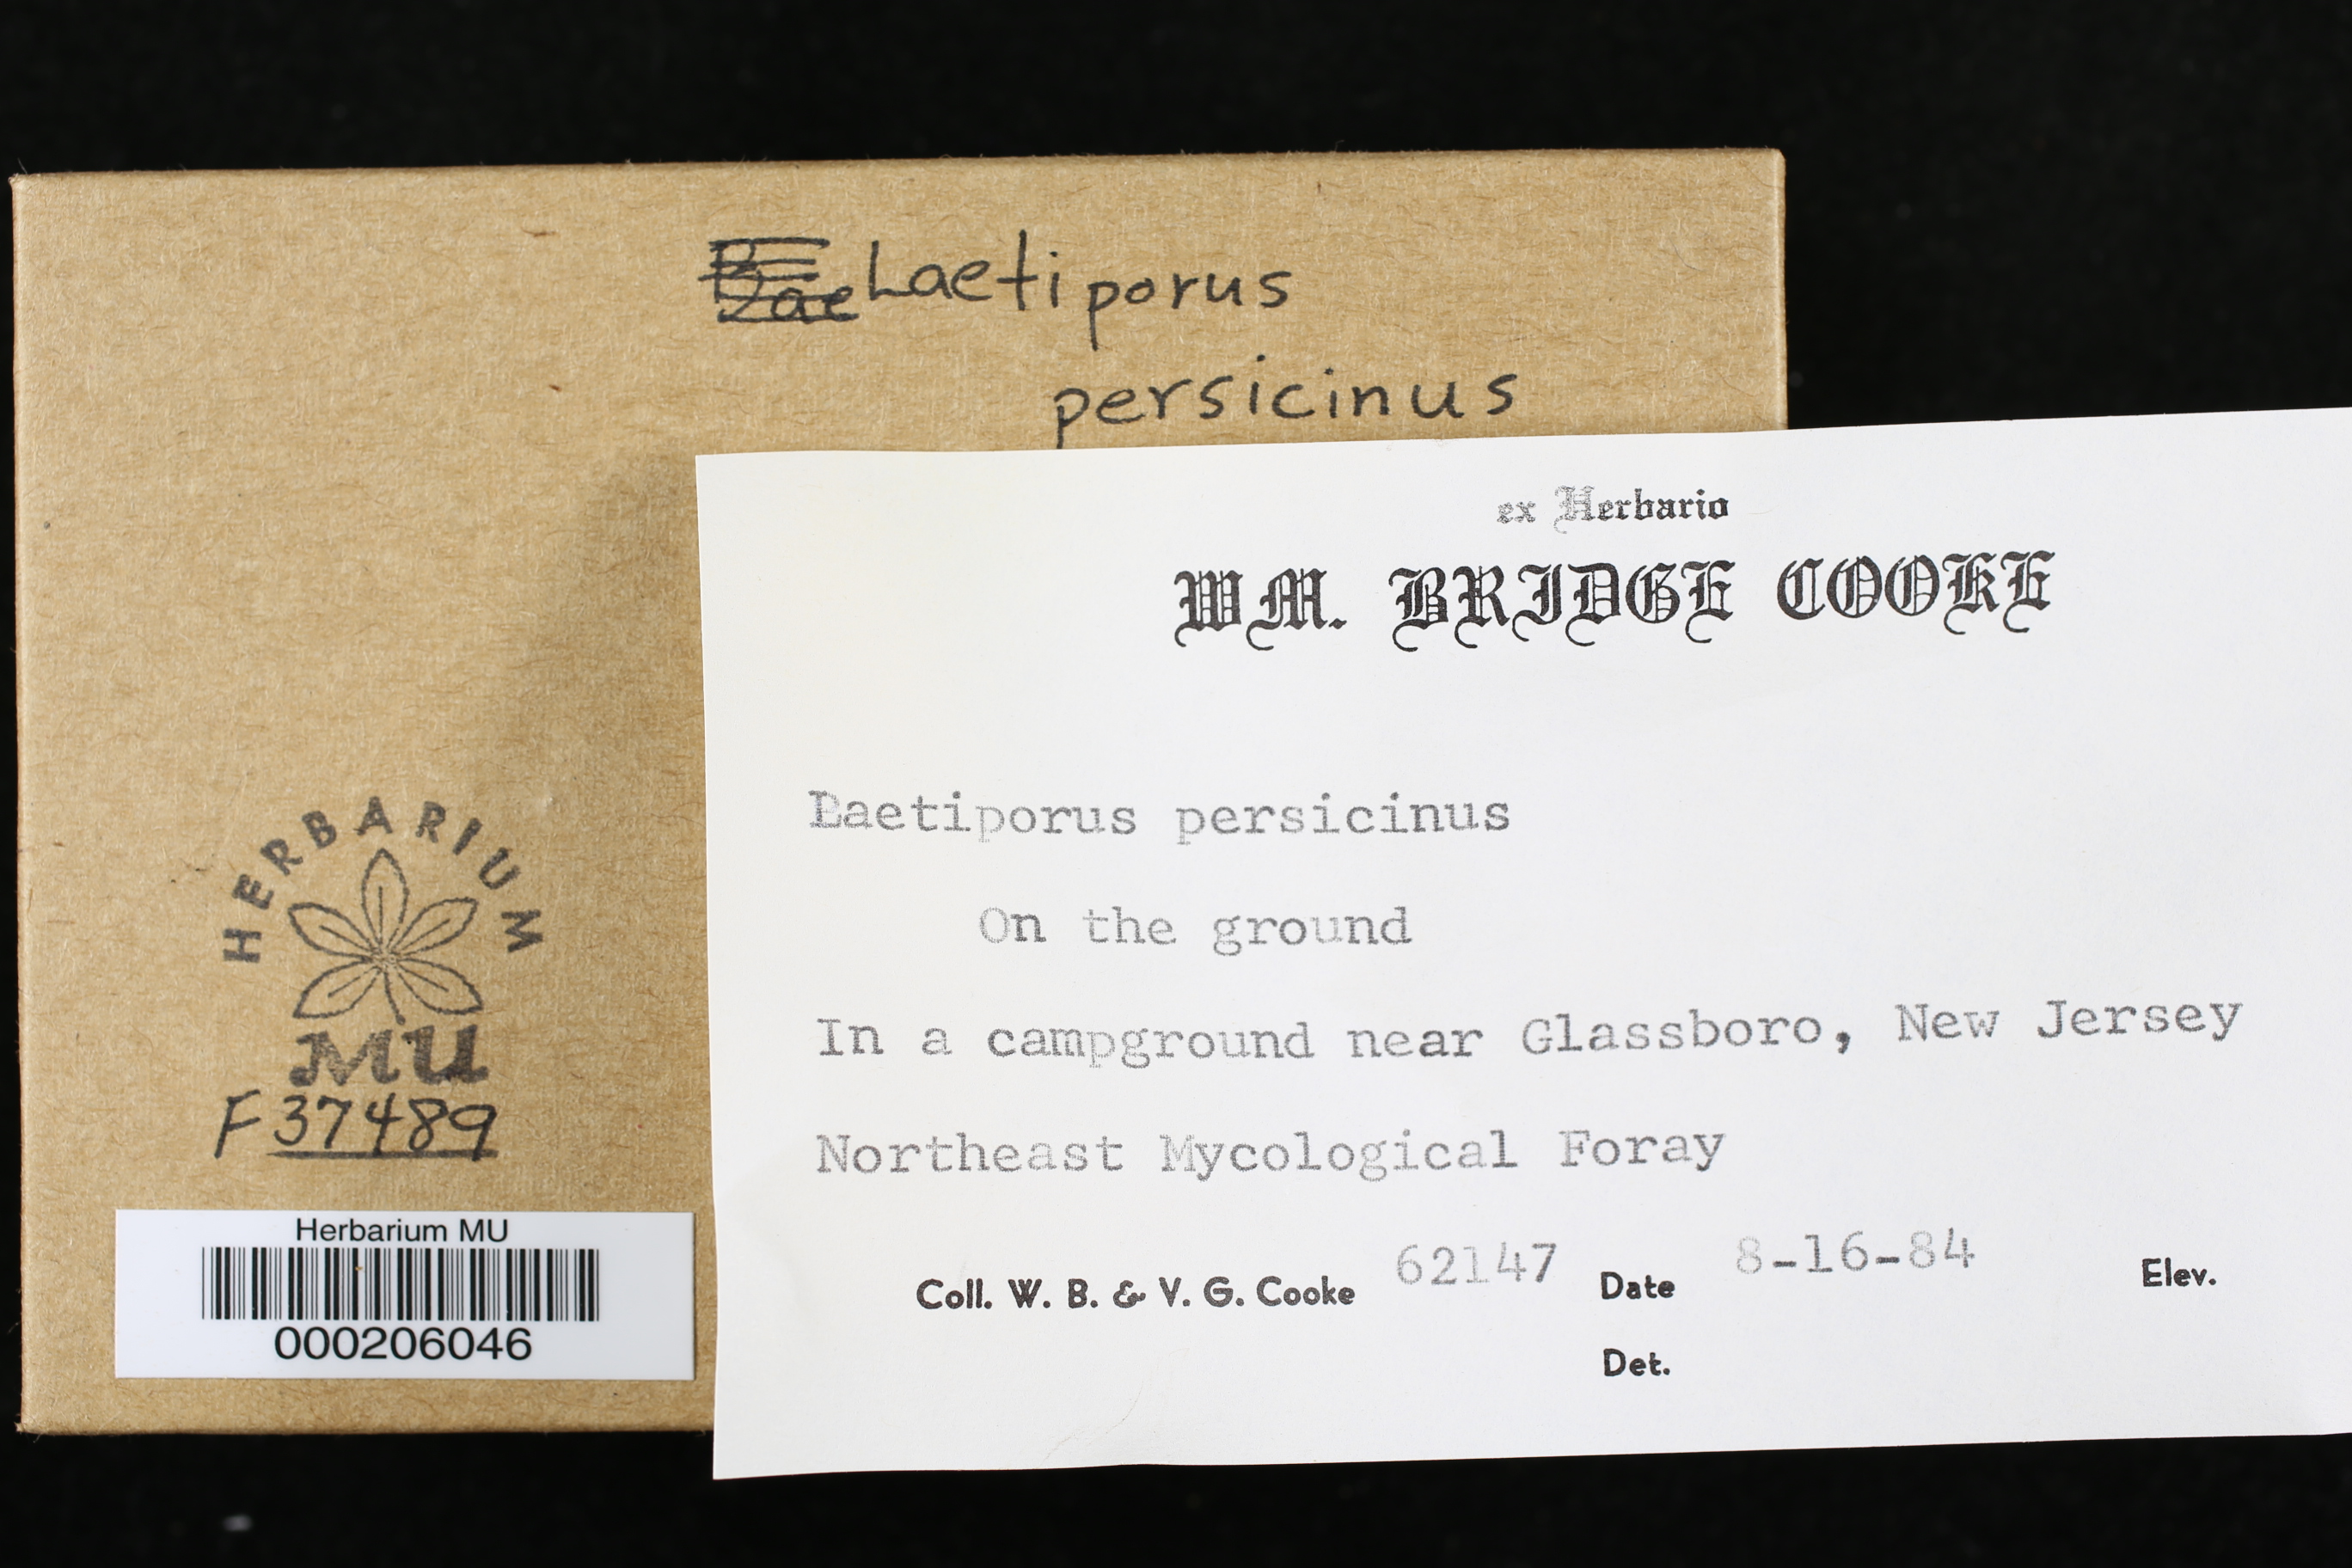 Laetiporus
persicinus
HERBARIUM
MU
F 37489
Herbarium MU
000206046
ex Herbario
WM. BRIDGE COOKE
Laetiporus persicinus
On the ground
In a campground near Glassboro, New Jersey
Northeast Mycological Foray
Coll. W. B. & V. G. Cooke 62147 Date 8-16-84 Elev.
Det.